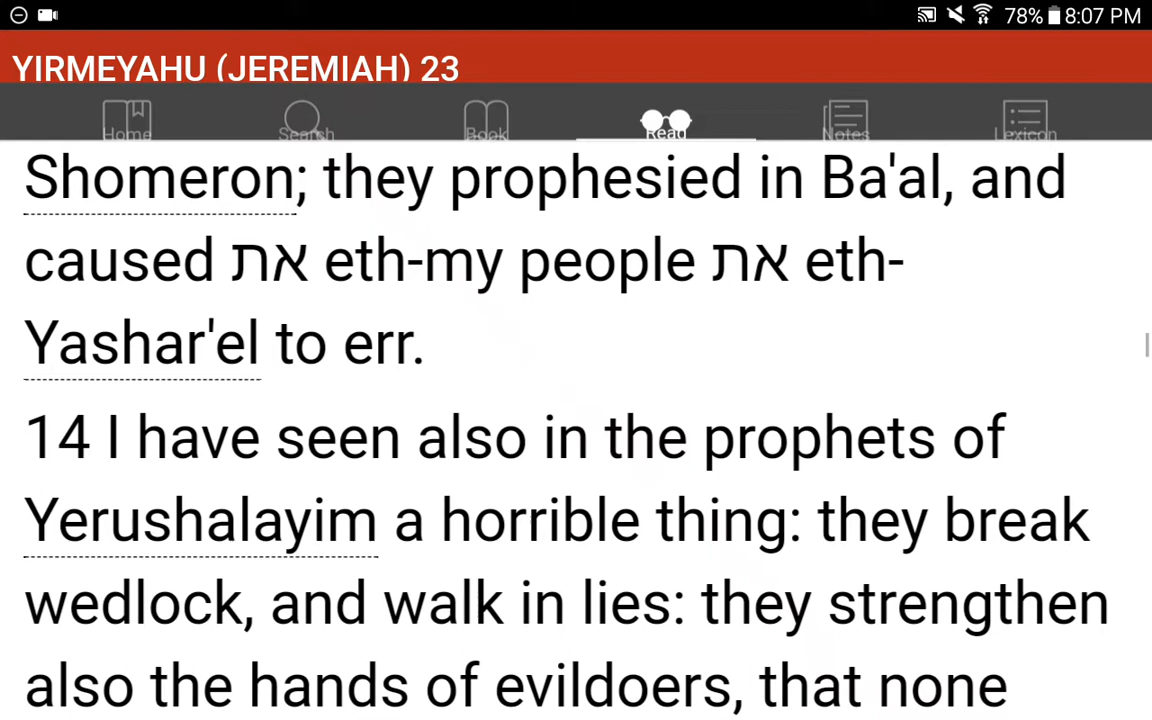 78% 8:07 PM
YIRMEYAHU (JEREMIAH) 23
Home Search Book Read Notes Lexicon
Shomeron; they prophesied in Ba'al, and
caused את eth-my people את eth-
Yashar'el to err.
14 I have seen also in the prophets of
Yerushalayim a horrible thing: they break
wedlock, and walk in lies: they strengthen
also the hands of evildoers, that none